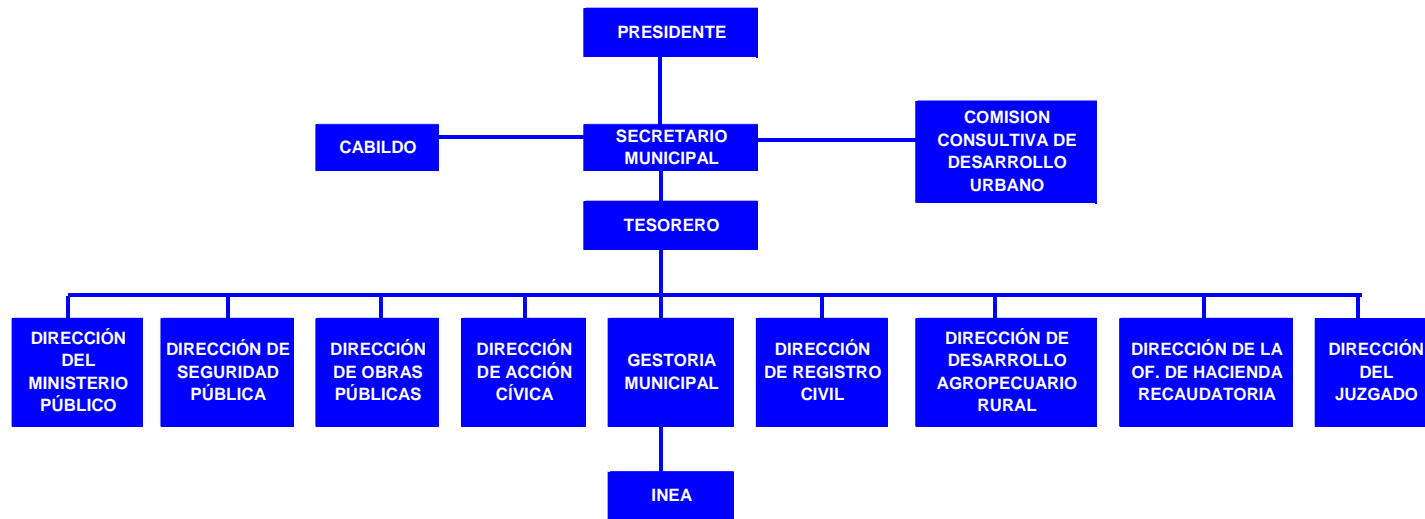 PRESIDENTE
CABILDO
SECRETARIO
MUNICIPAL
COMISION
CONSULTIVA DE
DESARROLLO
URBANO
TESORERO
DIRECCIÓN
DEL
MINISTERIO
PÚBLICO
DIRECCIÓN DE
SEGURIDAD
PÚBLICA
DIRECCIÓN
DE OBRAS
PÚBLICAS
DIRECCIÓN
DE ACCIÓN
CÍVICA
GESTORIA
MUNICIPAL
DIRECCIÓN
DE REGISTRO
CIVIL
DIRECCIÓN DE
DESARROLLO
AGROPECUARIO
RURAL
DIRECCIÓN DE LA
OF. DE HACIENDA
RECAUDATORIA
DIRECCIÓN
DEL
JUZGADO
INEA